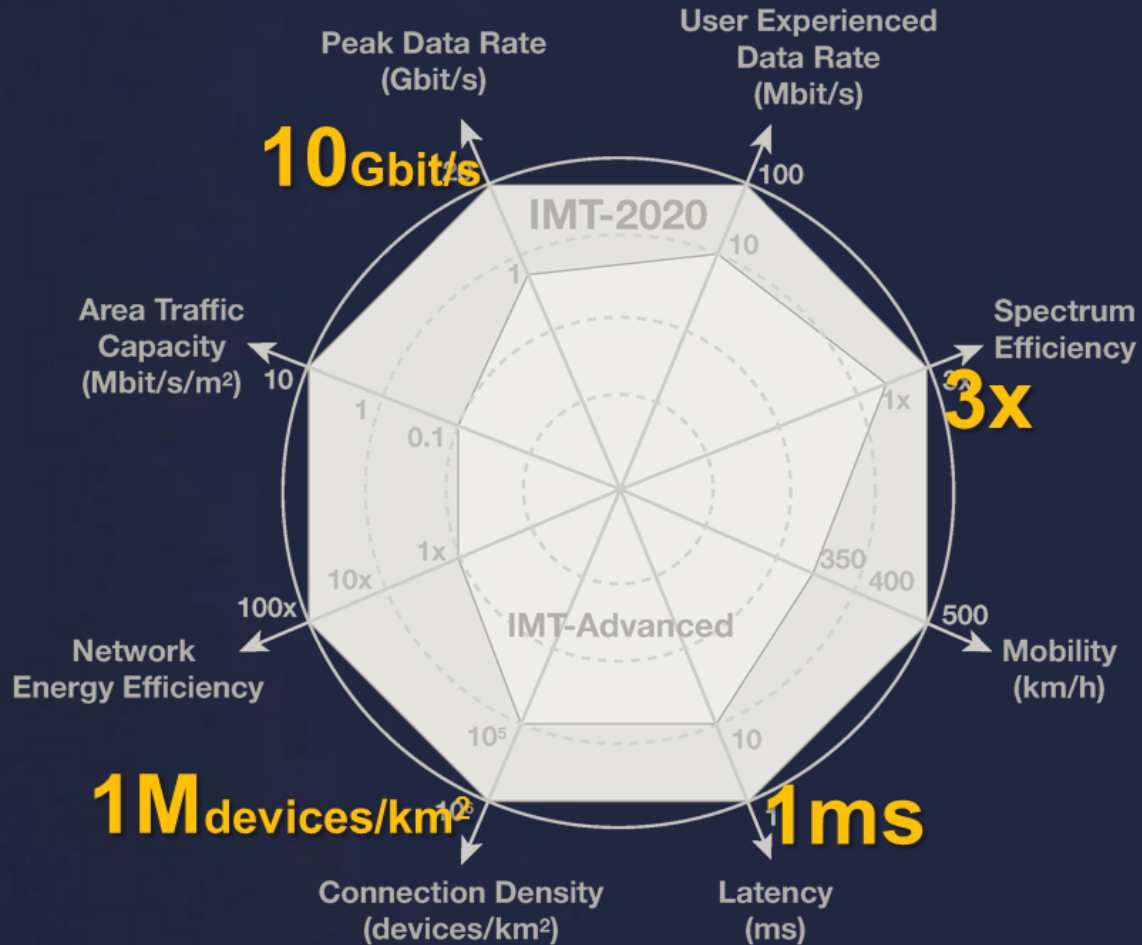 User Experienced
Data Rate
(Mbit/s)
Peak Data Rate
(Gbit/s)
10Gbit/s
100
IMT-2020
10
1
Area Traffic
Capacity
(Mbit/s/m²)
10
1
0.1
Spectrum
Efficiency
3x
1x
350
400
500
Mobility
(km/h)
1x
10x
100x
Network
Energy Efficiency
IMT-Advanced
10⁵
10
1Mdevices/km²
1ms
Connection Density
(devices/km²)
Latency
(ms)